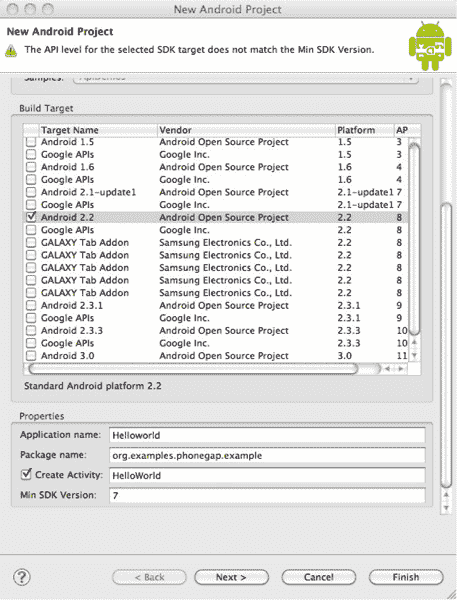 New Android Project
New Android Project
The API level for the selected SDK target does not match the Min SDK Version.
Samples: ApiDemos
Build Target
Target Name Vendor Platform AP
Android 1.5 Android Open Source Project 1.5 3
Google APIs Google Inc. 1.5 3
Android 1.6 Android Open Source Project 1.6 4
Google APIs Google Inc. 1.6 4
Android 2.1-update1 Android Open Source Project 2.1-update1 7
Google APIs Google Inc. 2.1-update1 7
Android 2.2 Android Open Source Project 2.2 8
Google APIs Google Inc. 2.2 8
GALAXY Tab Addon Samsung Electronics Co., Ltd. 2.2 8
GALAXY Tab Addon Samsung Electronics Co., Ltd. 2.2 8
GALAXY Tab Addon Samsung Electronics Co., Ltd. 2.2 8
GALAXY Tab Addon Samsung Electronics Co., Ltd. 2.2 8
GALAXY Tab Addon Samsung Electronics Co., Ltd. 2.2 8
Android 2.3.1 Android Open Source Project 2.3.1 9
Google APIs Google Inc. 2.3.1 9
Android 2.3.3 Android Open Source Project 2.3.3 10
Google APIs Google Inc. 2.3.3 10
Android 3.0 Android Open Source Project 3.0 11
Standard Android platform 2.2
Properties
Application name: Helloworld
Package name: org.examples.phonegap.example
Create Activity: HelloWorld
Min SDK Version: 7
? < Back Next > Cancel Finish